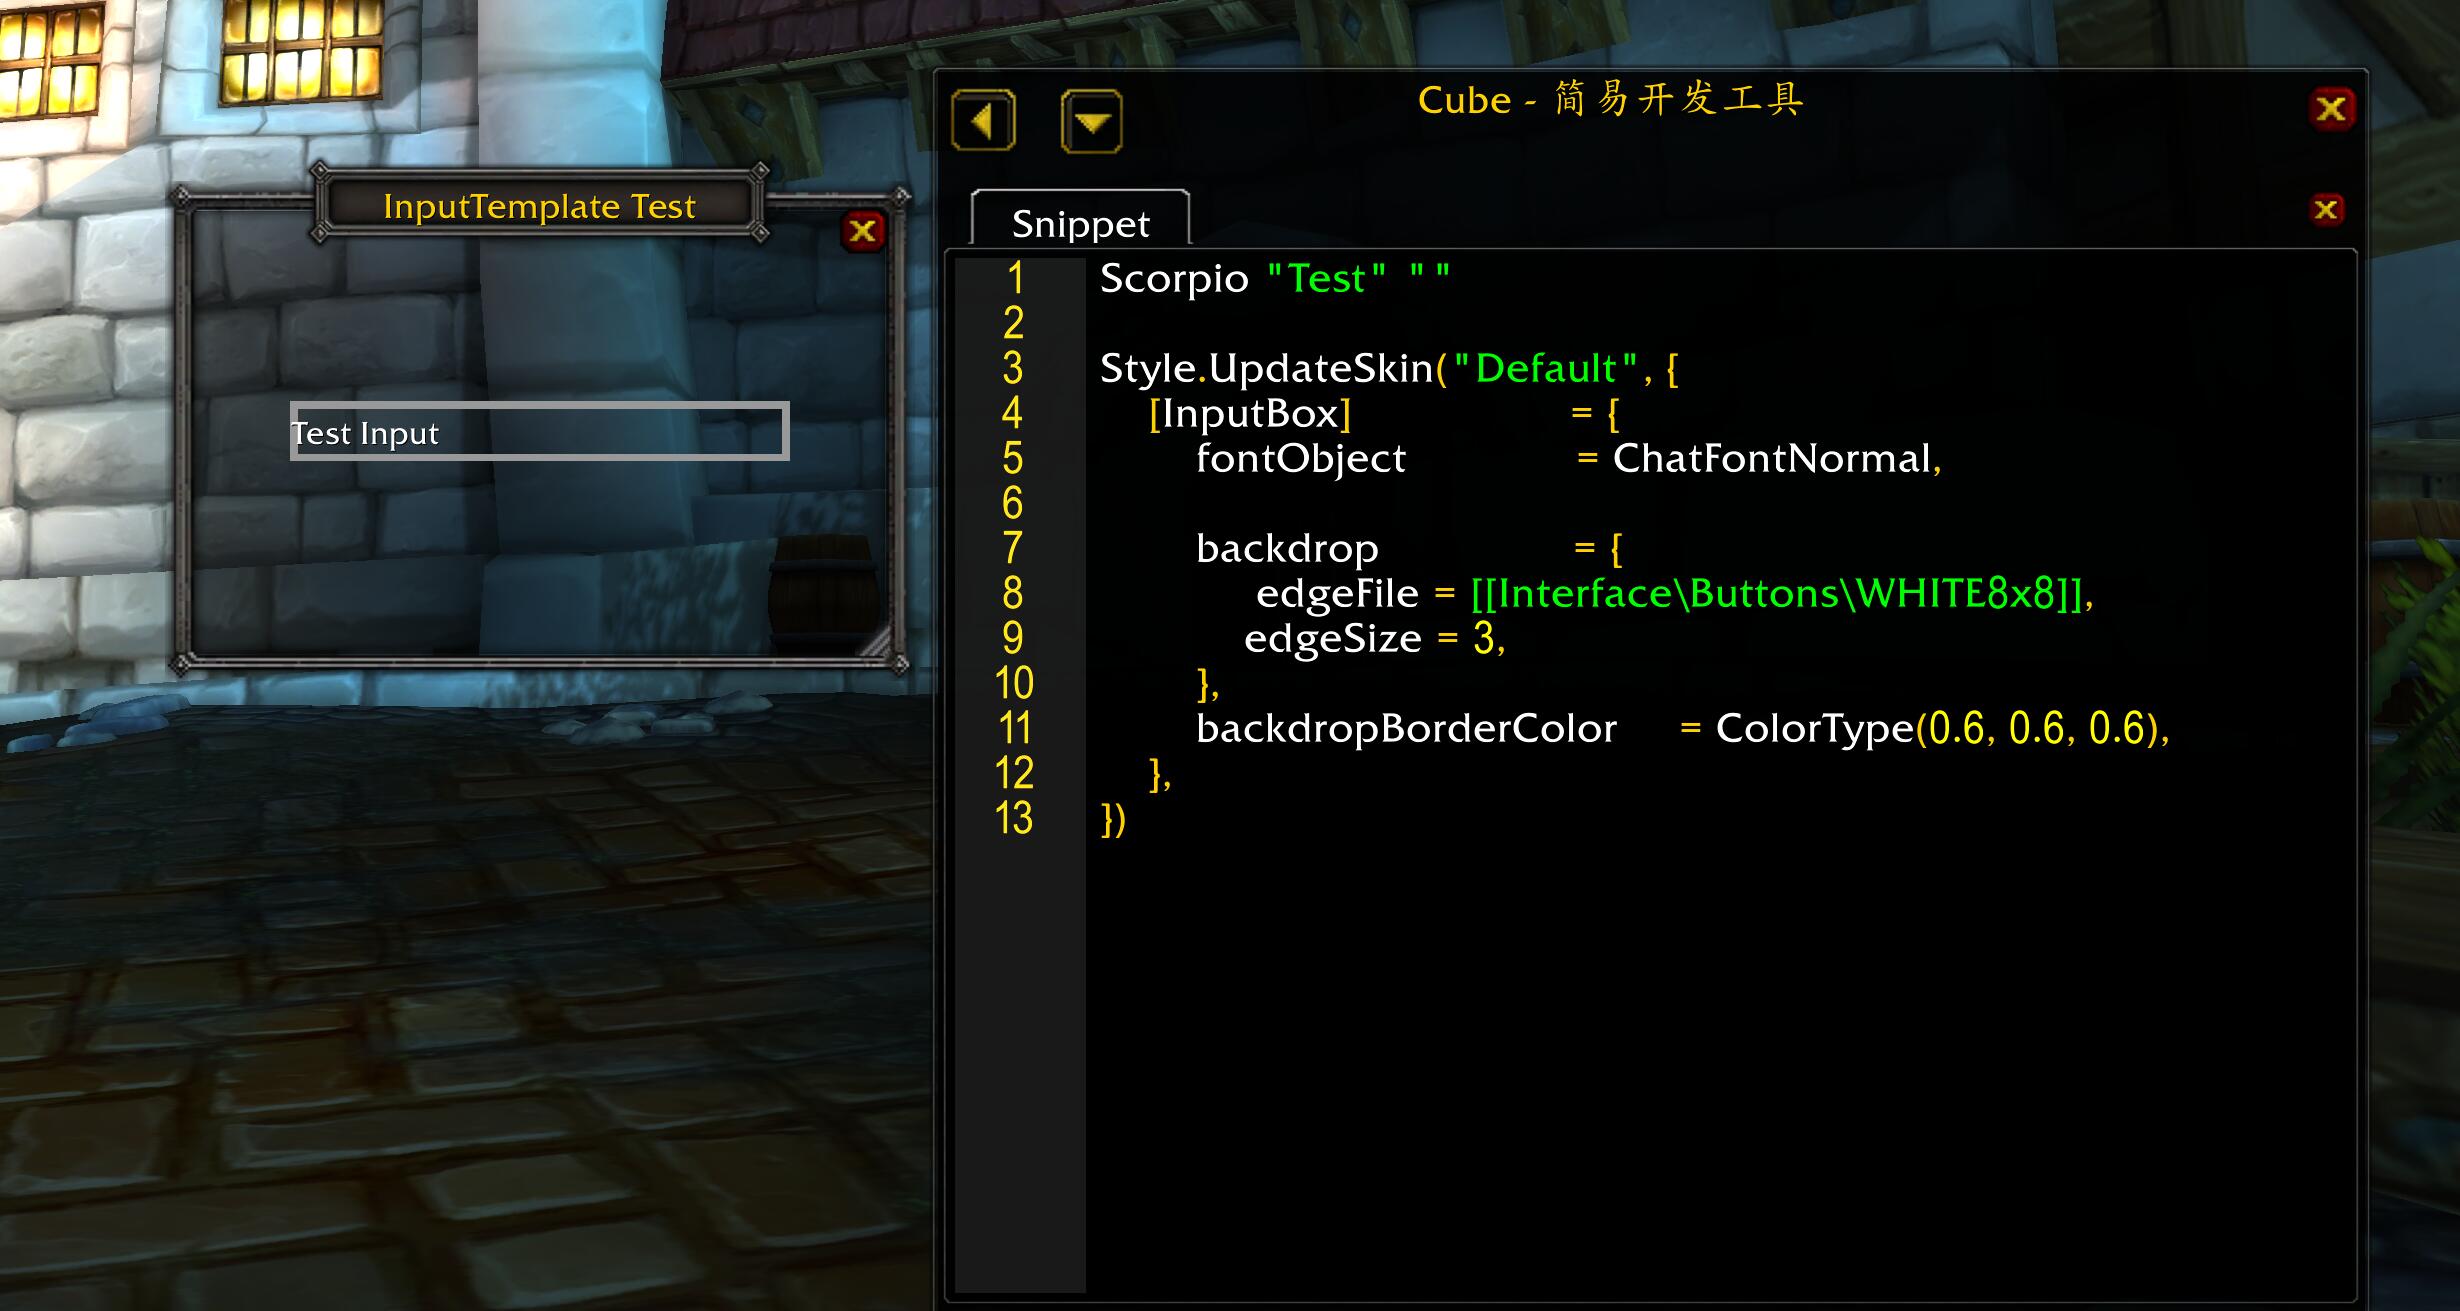 InputTemplate Test
Test Input
Cube - 简易开发工具
Snippet
1 Scorpio "Test" ""
2
3 Style.UpdateSkin("Default", {
4 [InputBox] = {
5 fontObject = ChatFontNormal,
6
7 backdrop = {
8 edgeFile = [[Interface\Buttons\WHITE8x8]],
9 edgeSize = 3,
10 },
11 backdropBorderColor = ColorType(0.6, 0.6, 0.6),
12 },
13 })